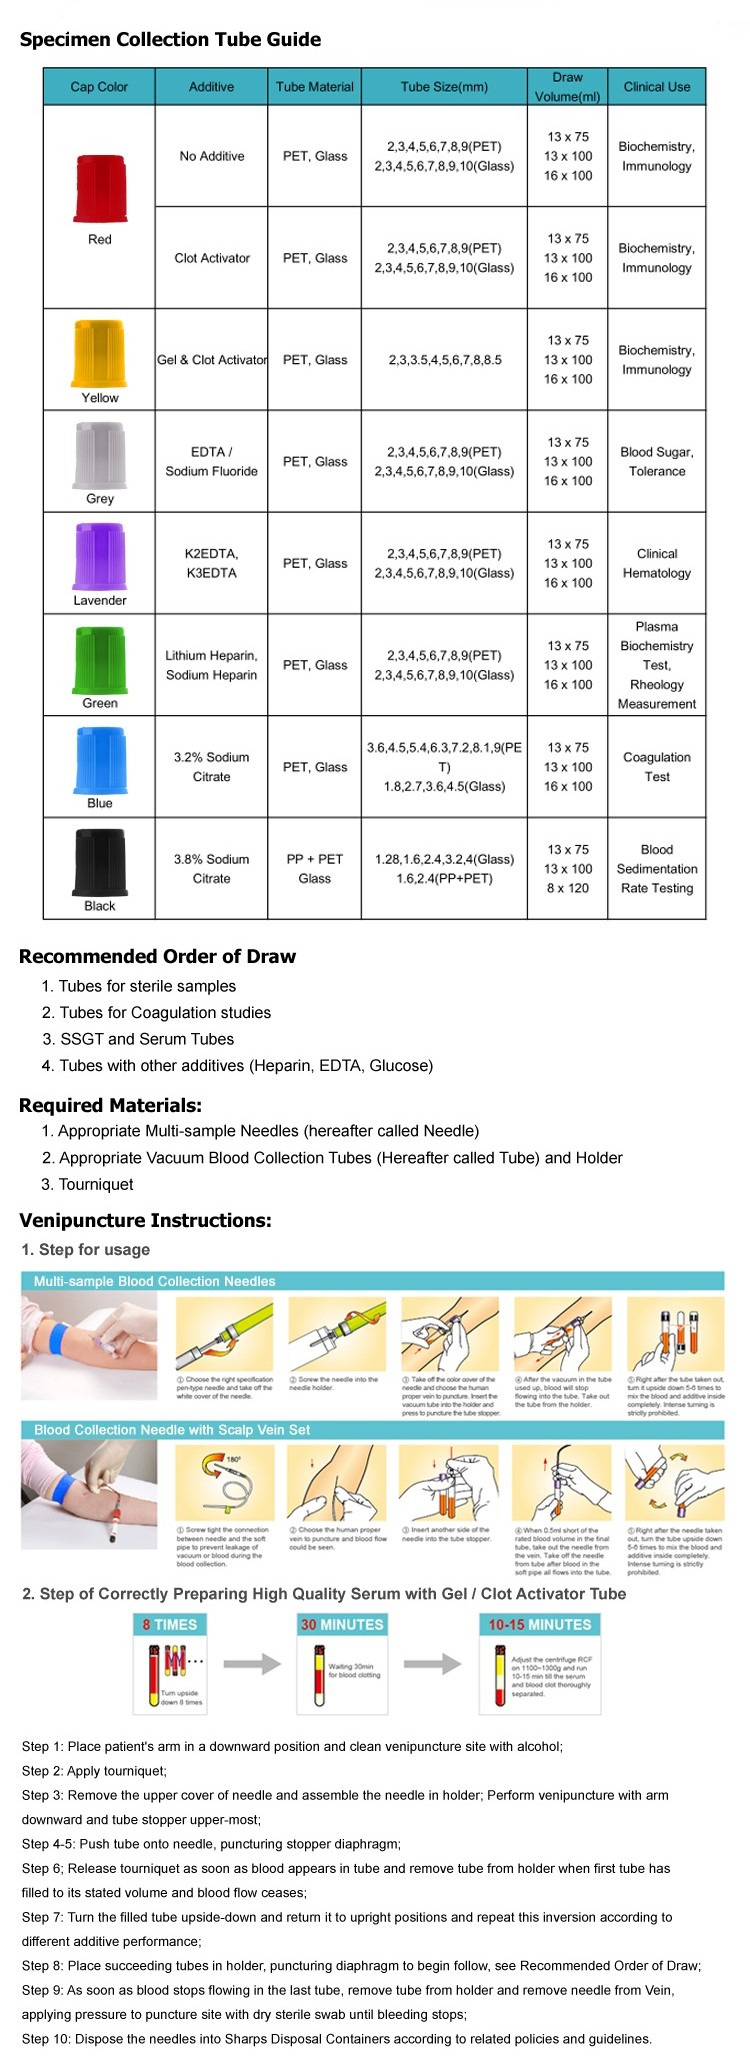 Specimen Collection Tube Guide
Cap Color
Additive
Tube Material
Tube Size(mm)
Draw
Volume(ml)
Clinical Use
Red
No Additive
PET, Glass
2,3,4,5,6,7,8,9(PET)
2,3,4,5,6,7,8,9,10(Glass)
13 x 75
13 x 100
16 x 100
Biochemistry,
Immunology
Clot Activator
PET, Glass
2,3,4,5,6,7,8,9(PET)
2,3,4,5,6,7,8,9,10(Glass)
13 x 75
13 x 100
16 x 100
Biochemistry,
Immunology
Yellow
Gel & Clot Activator
PET, Glass
2,3,3.5,4,5,6,7,8,8.5
13 x 75
13 x 100
16 x 100
Biochemistry,
Immunology
Grey
EDTA /
Sodium Fluoride
PET, Glass
2,3,4,5,6,7,8,9(PET)
2,3,4,5,6,7,8,9,10(Glass)
13 x 75
13 x 100
16 x 100
Blood Sugar,
Tolerance
Lavender
K2EDTA,
K3EDTA
PET, Glass
2,3,4,5,6,7,8,9(PET)
2,3,4,5,6,7,8,9,10(Glass)
13 x 75
13 x 100
16 x 100
Clinical
Hematology
Green
Lithium Heparin,
Sodium Heparin
PET, Glass
2,3,4,5,6,7,8,9(PET)
2,3,4,5,6,7,8,9,10(Glass)
13 x 75
13 x 100
16 x 100
Plasma
Biochemistry
Test,
Rheology
Measurement
Blue
3.2% Sodium
Citrate
PET, Glass
3.6,4.5,5.4,6.3,7.2,8.1,9(PE
T)
1.8,2.7,3.6,4.5(Glass)
13 x 75
13 x 100
16 x 100
Coagulation
Test
Black
3.8% Sodium
Citrate
PP + PET
Glass
1.28,1.6,2.4,3.2,4(Glass)
1.6,2.4(PP+PET)
13 x 75
13 x 100
8 x 120
Blood
Sedimentation
Rate Testing
Recommended Order of Draw
1. Tubes for sterile samples
2. Tubes for Coagulation studies
3. SSGT and Serum Tubes
4. Tubes with other additives (Heparin, EDTA, Glucose)
Required Materials:
1. Appropriate Multi-sample Needles (hereafter called Needle)
2. Appropriate Vacuum Blood Collection Tubes (Hereafter called Tube) and Holder
3. Tourniquet
Venipuncture Instructions:
1. Step for usage
Multi-sample Blood Collection Needles
① Choose the right specification
pen-type needle and take off the
white cover of the needle.
② Screw the needle into the
needle holder.
③ Take off the color cover of the
needle and choose the human
proper vein to puncture. Insert the
vacuum tube into the holder and
press to puncture the tube stopper.
④ After the vacuum in the tube
used up, blood will stop
flowing into the tube. Take out
the tube from the holder.
⑤ Right after the tube taken out,
turn it upside down 5-6 times to
mix the blood and additive inside
completely. Intense turning is
strictly prohibited.
Blood Collection Needle with Scalp Vein Set
180°
① Screw tight the connection
between needle and the soft
pipe to prevent leakage of
vacuum or blood during the
blood collection.
② Choose the human proper
vein to puncture and blood flow
could be seen.
③ Insert another side of the
needle into the tube stopper.
④ When 0.5ml short of the
rated blood volume in the final
tube, take out the needle from
the vein. Take off the needle
from tube after blood in the
soft pipe all flows into the tube.
⑤ Right after the needle taken
out, turn the tube upside down
5-6 times to mix the blood and
additive inside completely.
Intense turning is strictly
prohibited.
2. Step of Correctly Preparing High Quality Serum with Gel / Clot Activator Tube
8 TIMES
Turn upside
down 8 times
30 MINUTES
Waiting 30min
for blood clotting
10-15 MINUTES
Adjust the centrifuge RCF
on 1100~1300g and run
10-15 min till the serum
and blood clot thoroughly
separated.
Step 1: Place patient's arm in a downward position and clean venipuncture site with alcohol;
Step 2: Apply tourniquet;
Step 3: Remove the upper cover of needle and assemble the needle in holder; Perform venipuncture with arm
downward and tube stopper upper-most;
Step 4-5: Push tube onto needle, puncturing stopper diaphragm;
Step 6; Release tourniquet as soon as blood appears in tube and remove tube from holder when first tube has
filled to its stated volume and blood flow ceases;
Step 7: Turn the filled tube upside-down and return it to upright positions and repeat this inversion according to
different additive performance;
Step 8: Place succeeding tubes in holder, puncturing diaphragm to begin follow, see Recommended Order of Draw;
Step 9: As soon as blood stops flowing in the last tube, remove tube from holder and remove needle from Vein,
applying pressure to puncture site with dry sterile swab until bleeding stops;
Step 10: Dispose the needles into Sharps Disposal Containers according to related policies and guidelines.